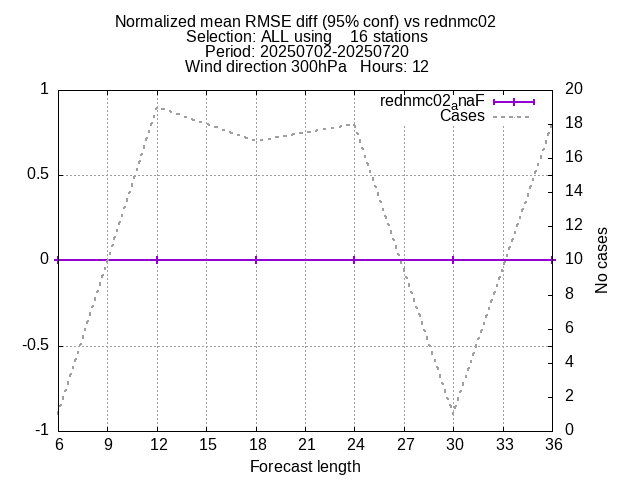 Normalized mean RMSE diff (95% conf) vs rednmc02
Selection: ALL using    16 stations
Period: 20250702-20250720
Wind direction 300hPa   Hours: 12
rednmc02anaF
Cases
1
0.5
0
-0.5
-1
20
18
16
14
12
10
8
6
4
2
0
No cases
6 9 12 15 18 21 24 27 30 33 36
Forecast length